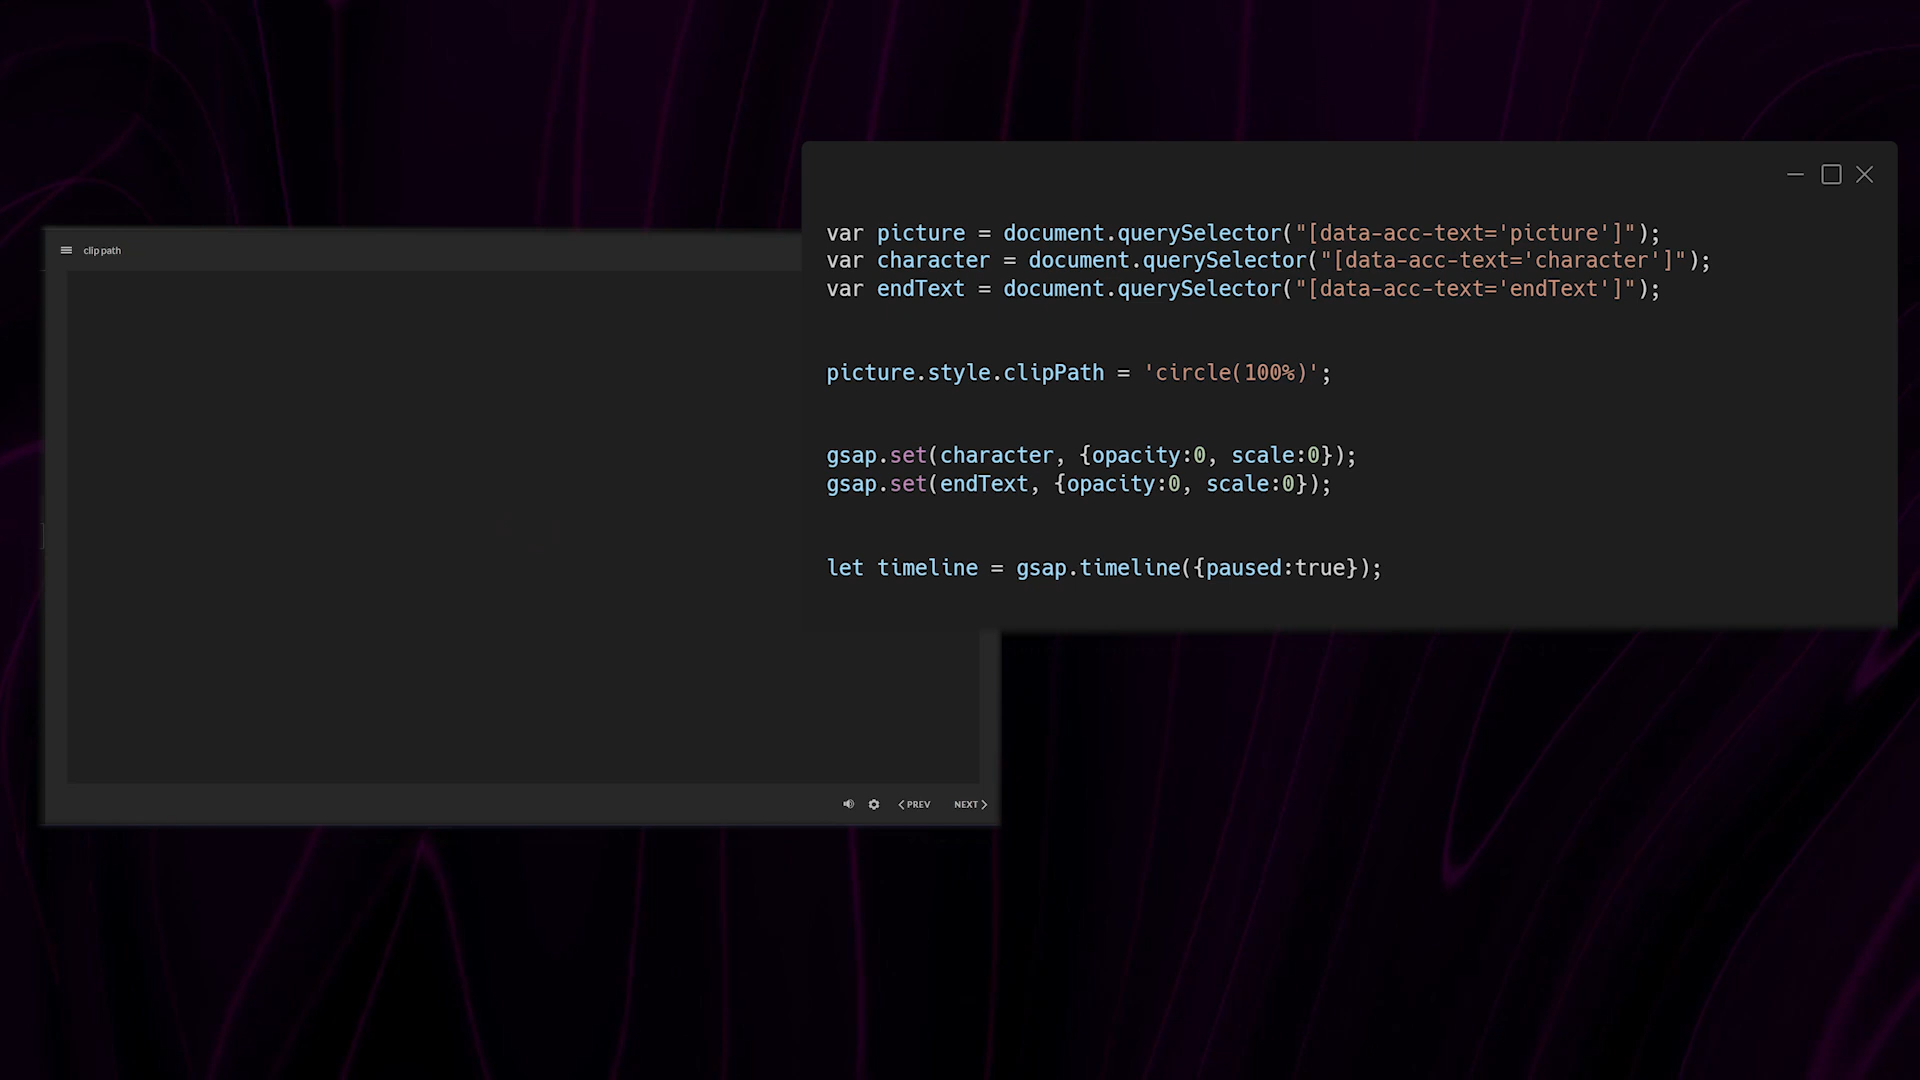 clip path
var picture = document.querySelector("[data-acc-text='picture']");
var character = document.querySelector("[data-acc-text='character']");
var endText = document.querySelector("[data-acc-text='endText']");
picture.style.clipPath = 'circle(100%)';
gsap.set(character, {opacity:0, scale:0});
gsap.set(endText, {opacity:0, scale:0});
let timeline = gsap.timeline({paused:true});
PREV NEXT